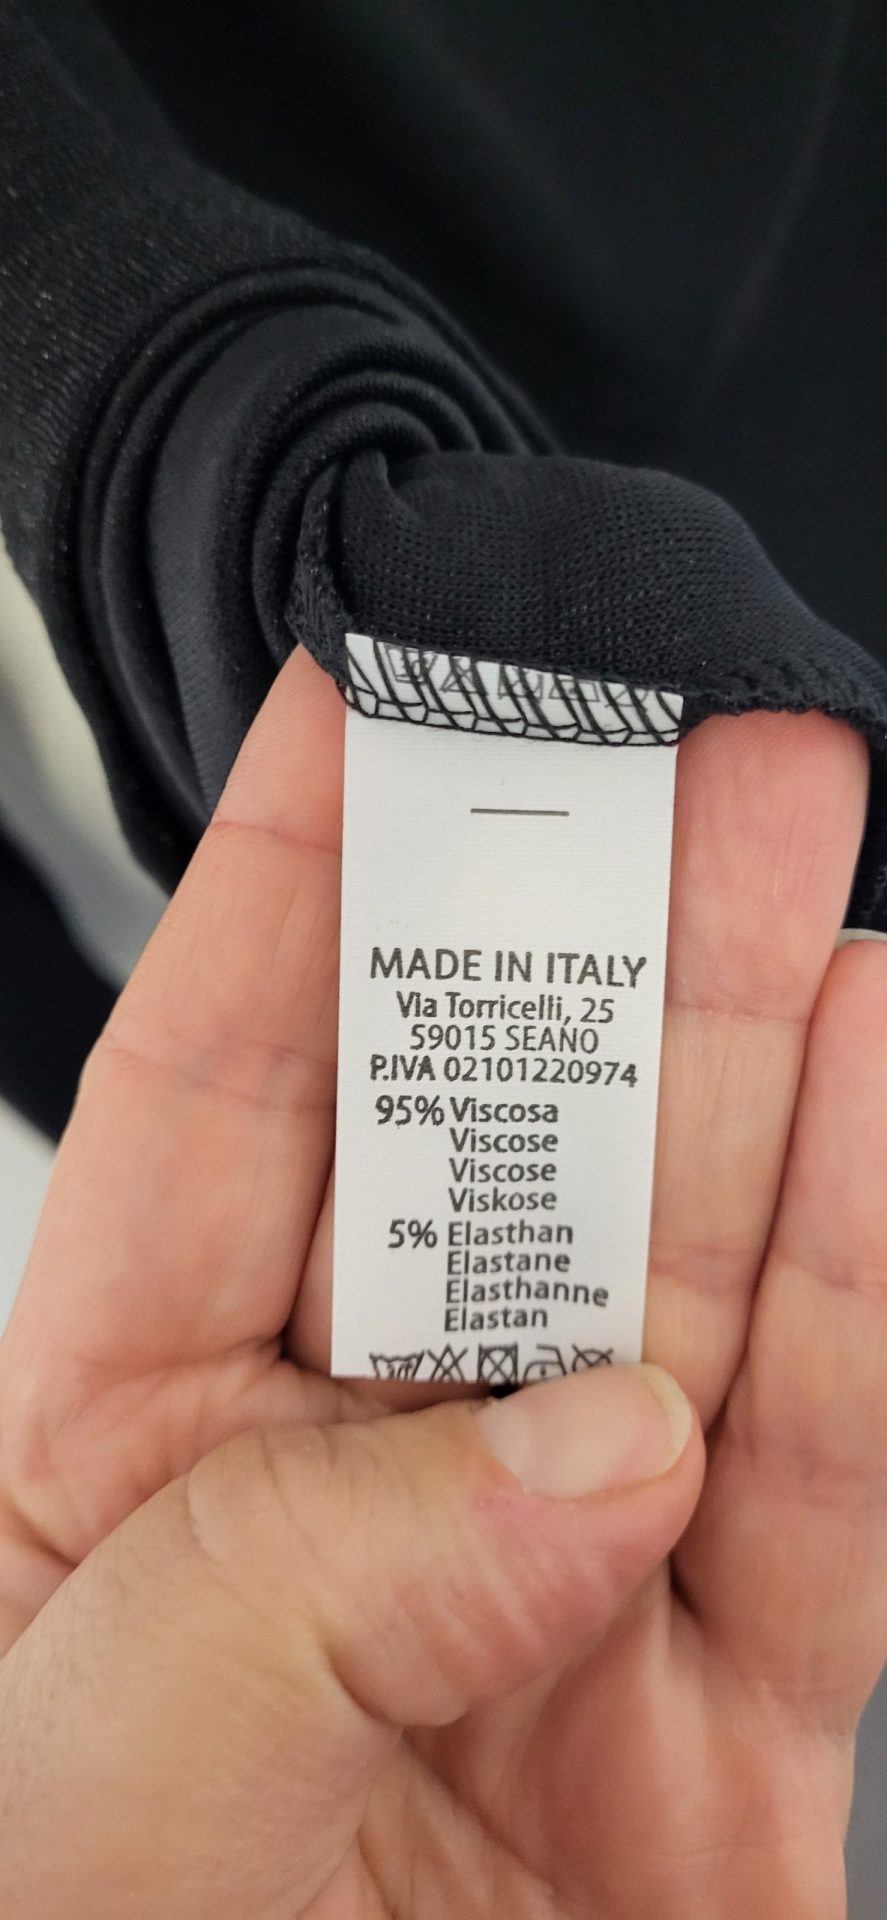 MADE IN ITALY
Via Torricelli, 25
59015 SEANO
P.IVA 02101220974
95% Viscosa
Viscose
Viscose
Viskose
5% Elasthan
Elastane
Elasthanne
Elastan